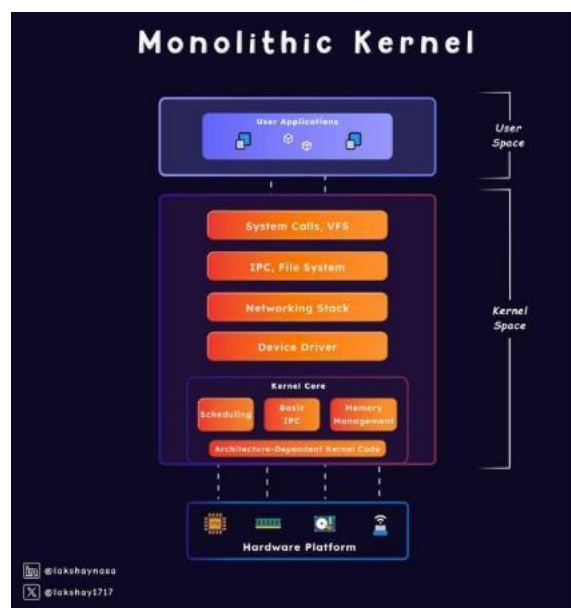 Monolithic Kernel
User Applications
User
Space
System Calls, VFS
IPC, File System
Networking Stack
Device Driver
Kernel
Space
Kernel Core
Scheduling
Basic
IPC
Memory
Management
Architecture-Dependent Kernel Code
Hardware Platform
@lakshaynasa
@lakshay1717